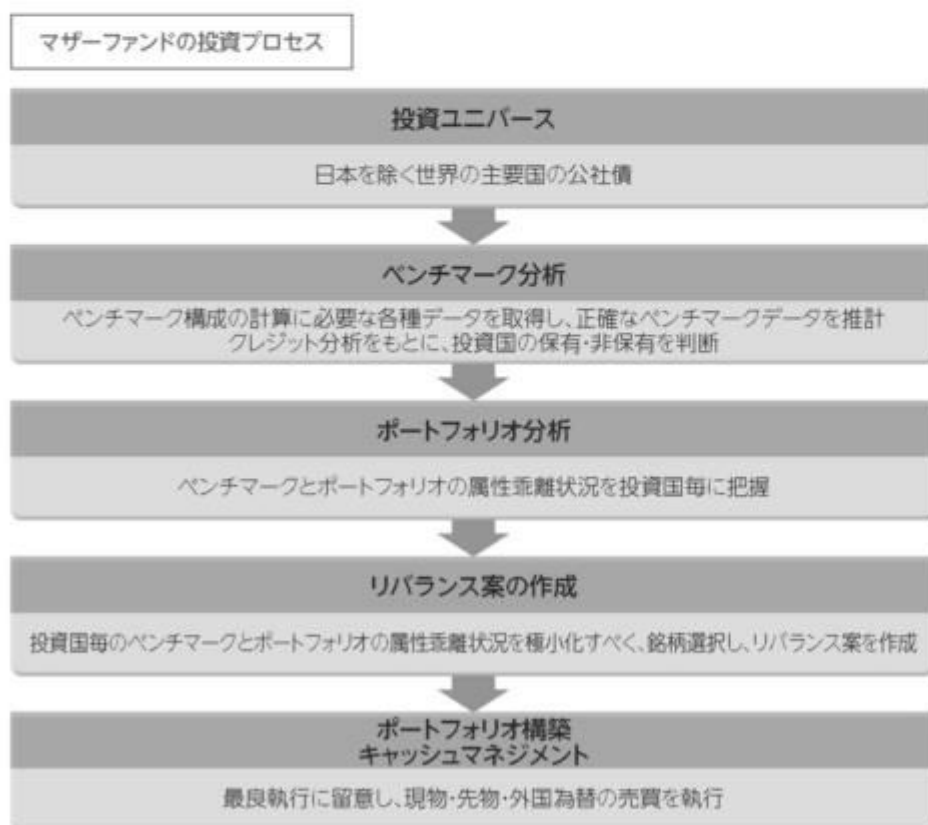 マザーファンドの投資プロセス
投資ユニバース
日本を除く世界の主要国の公社債
ベンチマーク分析
ベンチマーク構成の計算に必要な各種データを取得し、正確なベンチマークデータを推計
クレジット分析をもとに、投資国の保有・非保有を判断
ポートフォリオ分析
ベンチマークとポートフォリオの属性乖離状況を投資国毎に把握
リバランス案の作成
投資国毎のベンチマークとポートフォリオの属性乖離状況を極小化すべく、銘柄選択し、リバランス案を作成
ポートフォリオ構築
キャッシュマネジメント
最良執行に留意し、現物・先物・外国為替の売買を執行